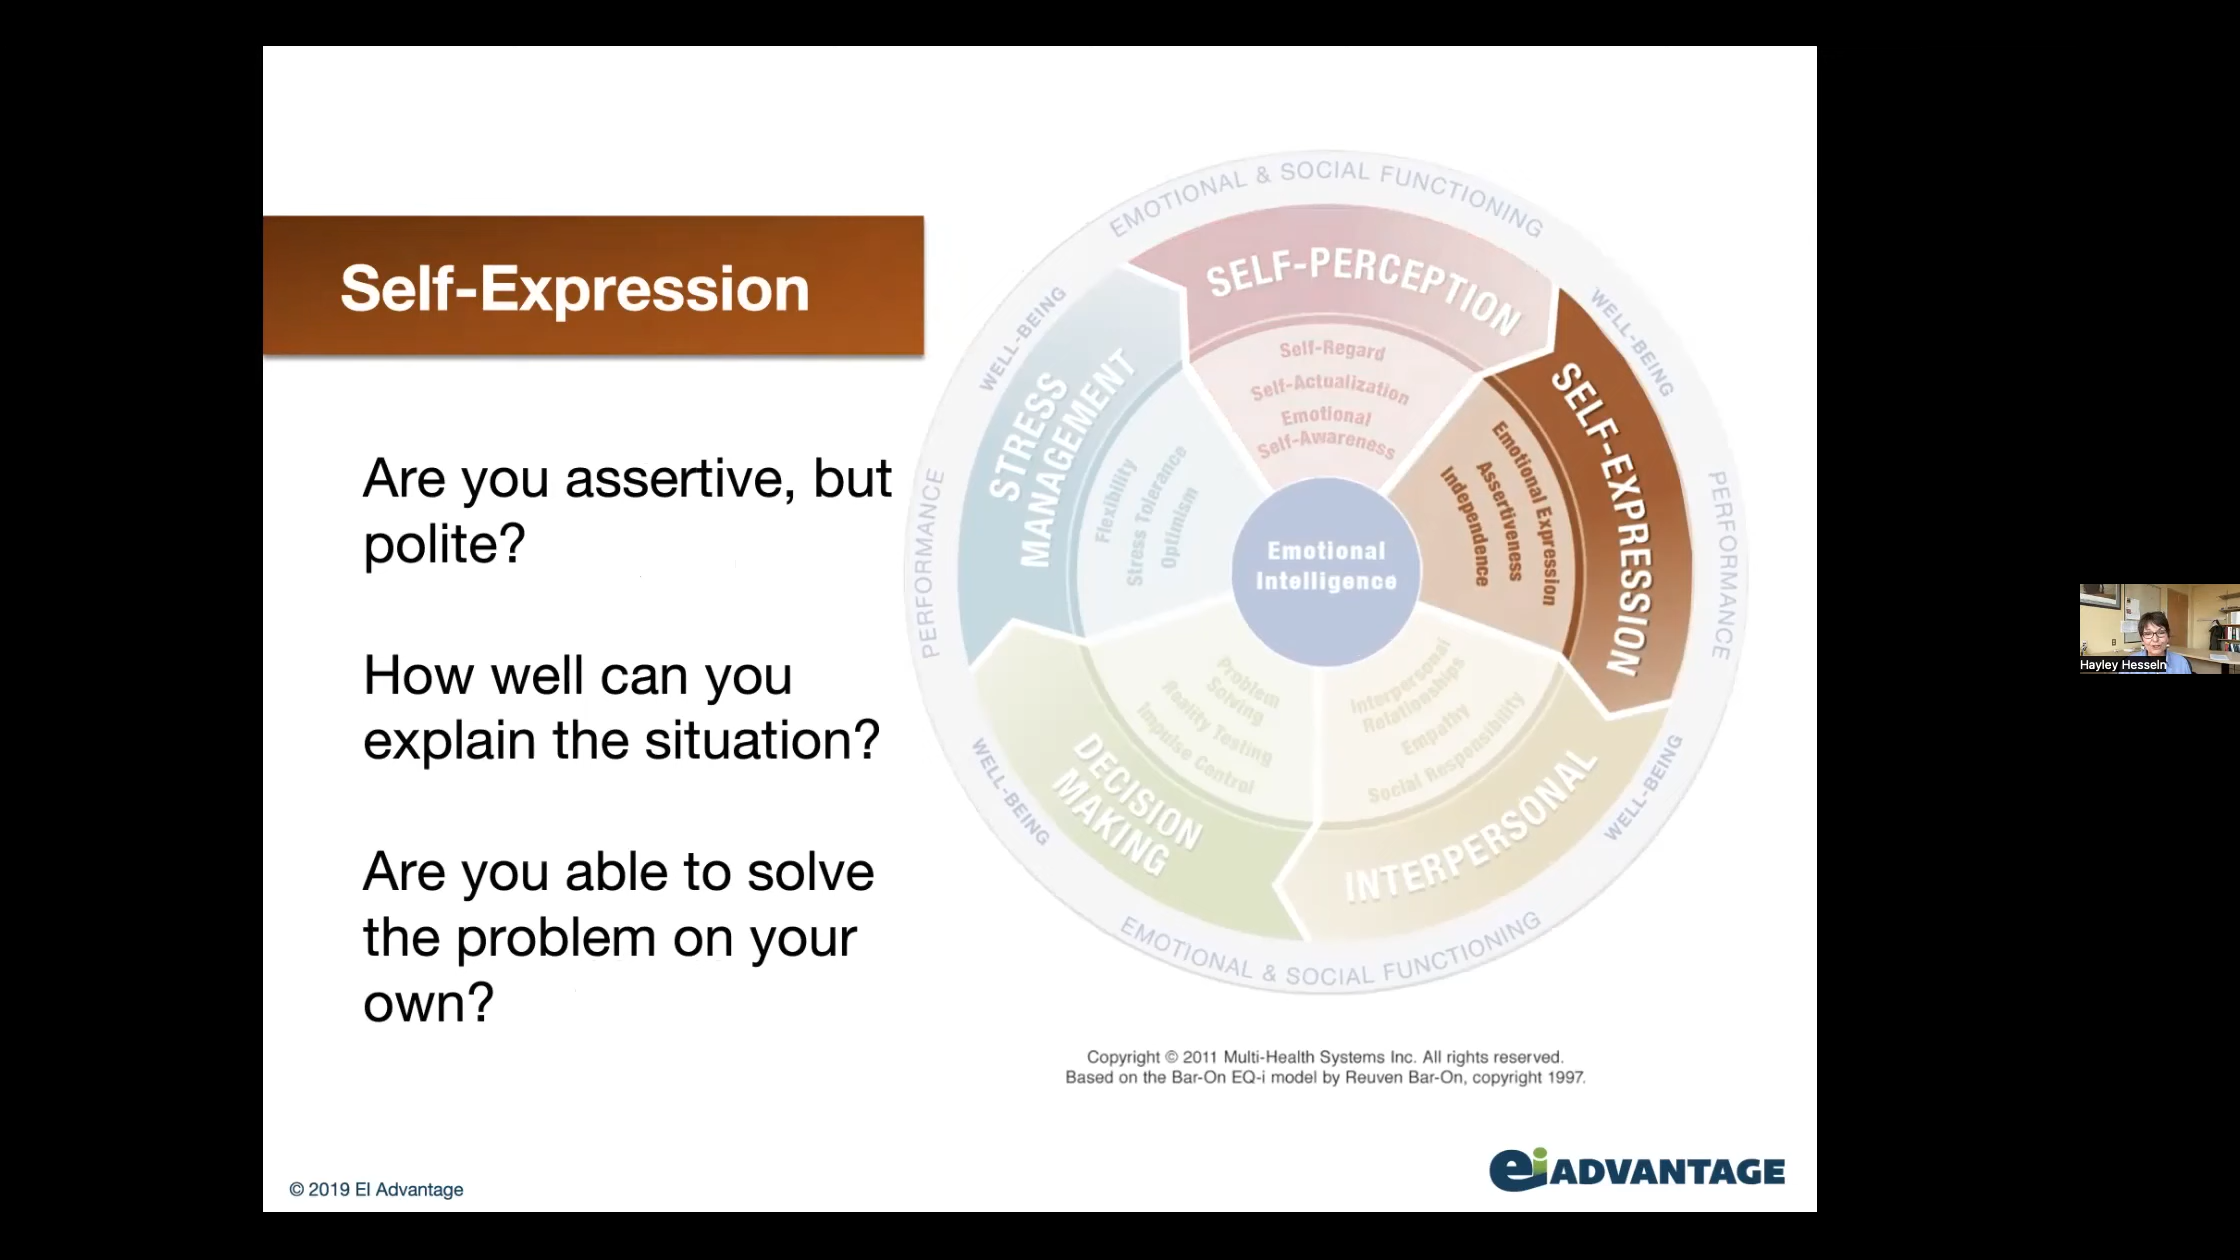 Self-Expression
Are you assertive, but
polite?
How well can you
explain the situation?
Are you able to solve
the problem on your
own?
EMOTIONAL & SOCIAL FUNCTIONING
WELL-BEING
WELL-BEING
PERFORMANCE
PERFORMANCE
WELL-BEING
WELL-BEING
EMOTIONAL & SOCIAL FUNCTIONING
SELF-PERCEPTION
Self-Regard
Self-Actualization
Emotional
Self-Awareness
SELF-EXPRESSION
Emotional Expression
Assertiveness
Independence
INTERPERSONAL
Interpersonal
Relationships
Empathy
Social Responsibility
DECISION
MAKING
Problem
Solving
Reality Testing
Impulse Control
STRESS
MANAGEMENT
Flexibility
Stress Tolerance
Optimism
Emotional
Intelligence
Copyright © 2011 Multi-Health Systems Inc. All rights reserved.
Based on the Bar-On EQ-i model by Reuven Bar-On, copyright 1997.
© 2019 EI Advantage
ei ADVANTAGE
Hayley Hesseln